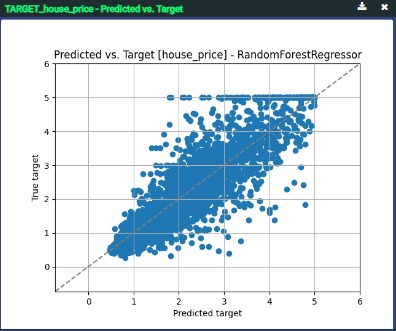 TARGET_house_price - Predicted vs. Target
Predicted vs. Target [house_price] - RandomForestRegressor
6
5
4
3
2
1
0
True target
0 1 2 3 4 5 6
Predicted target